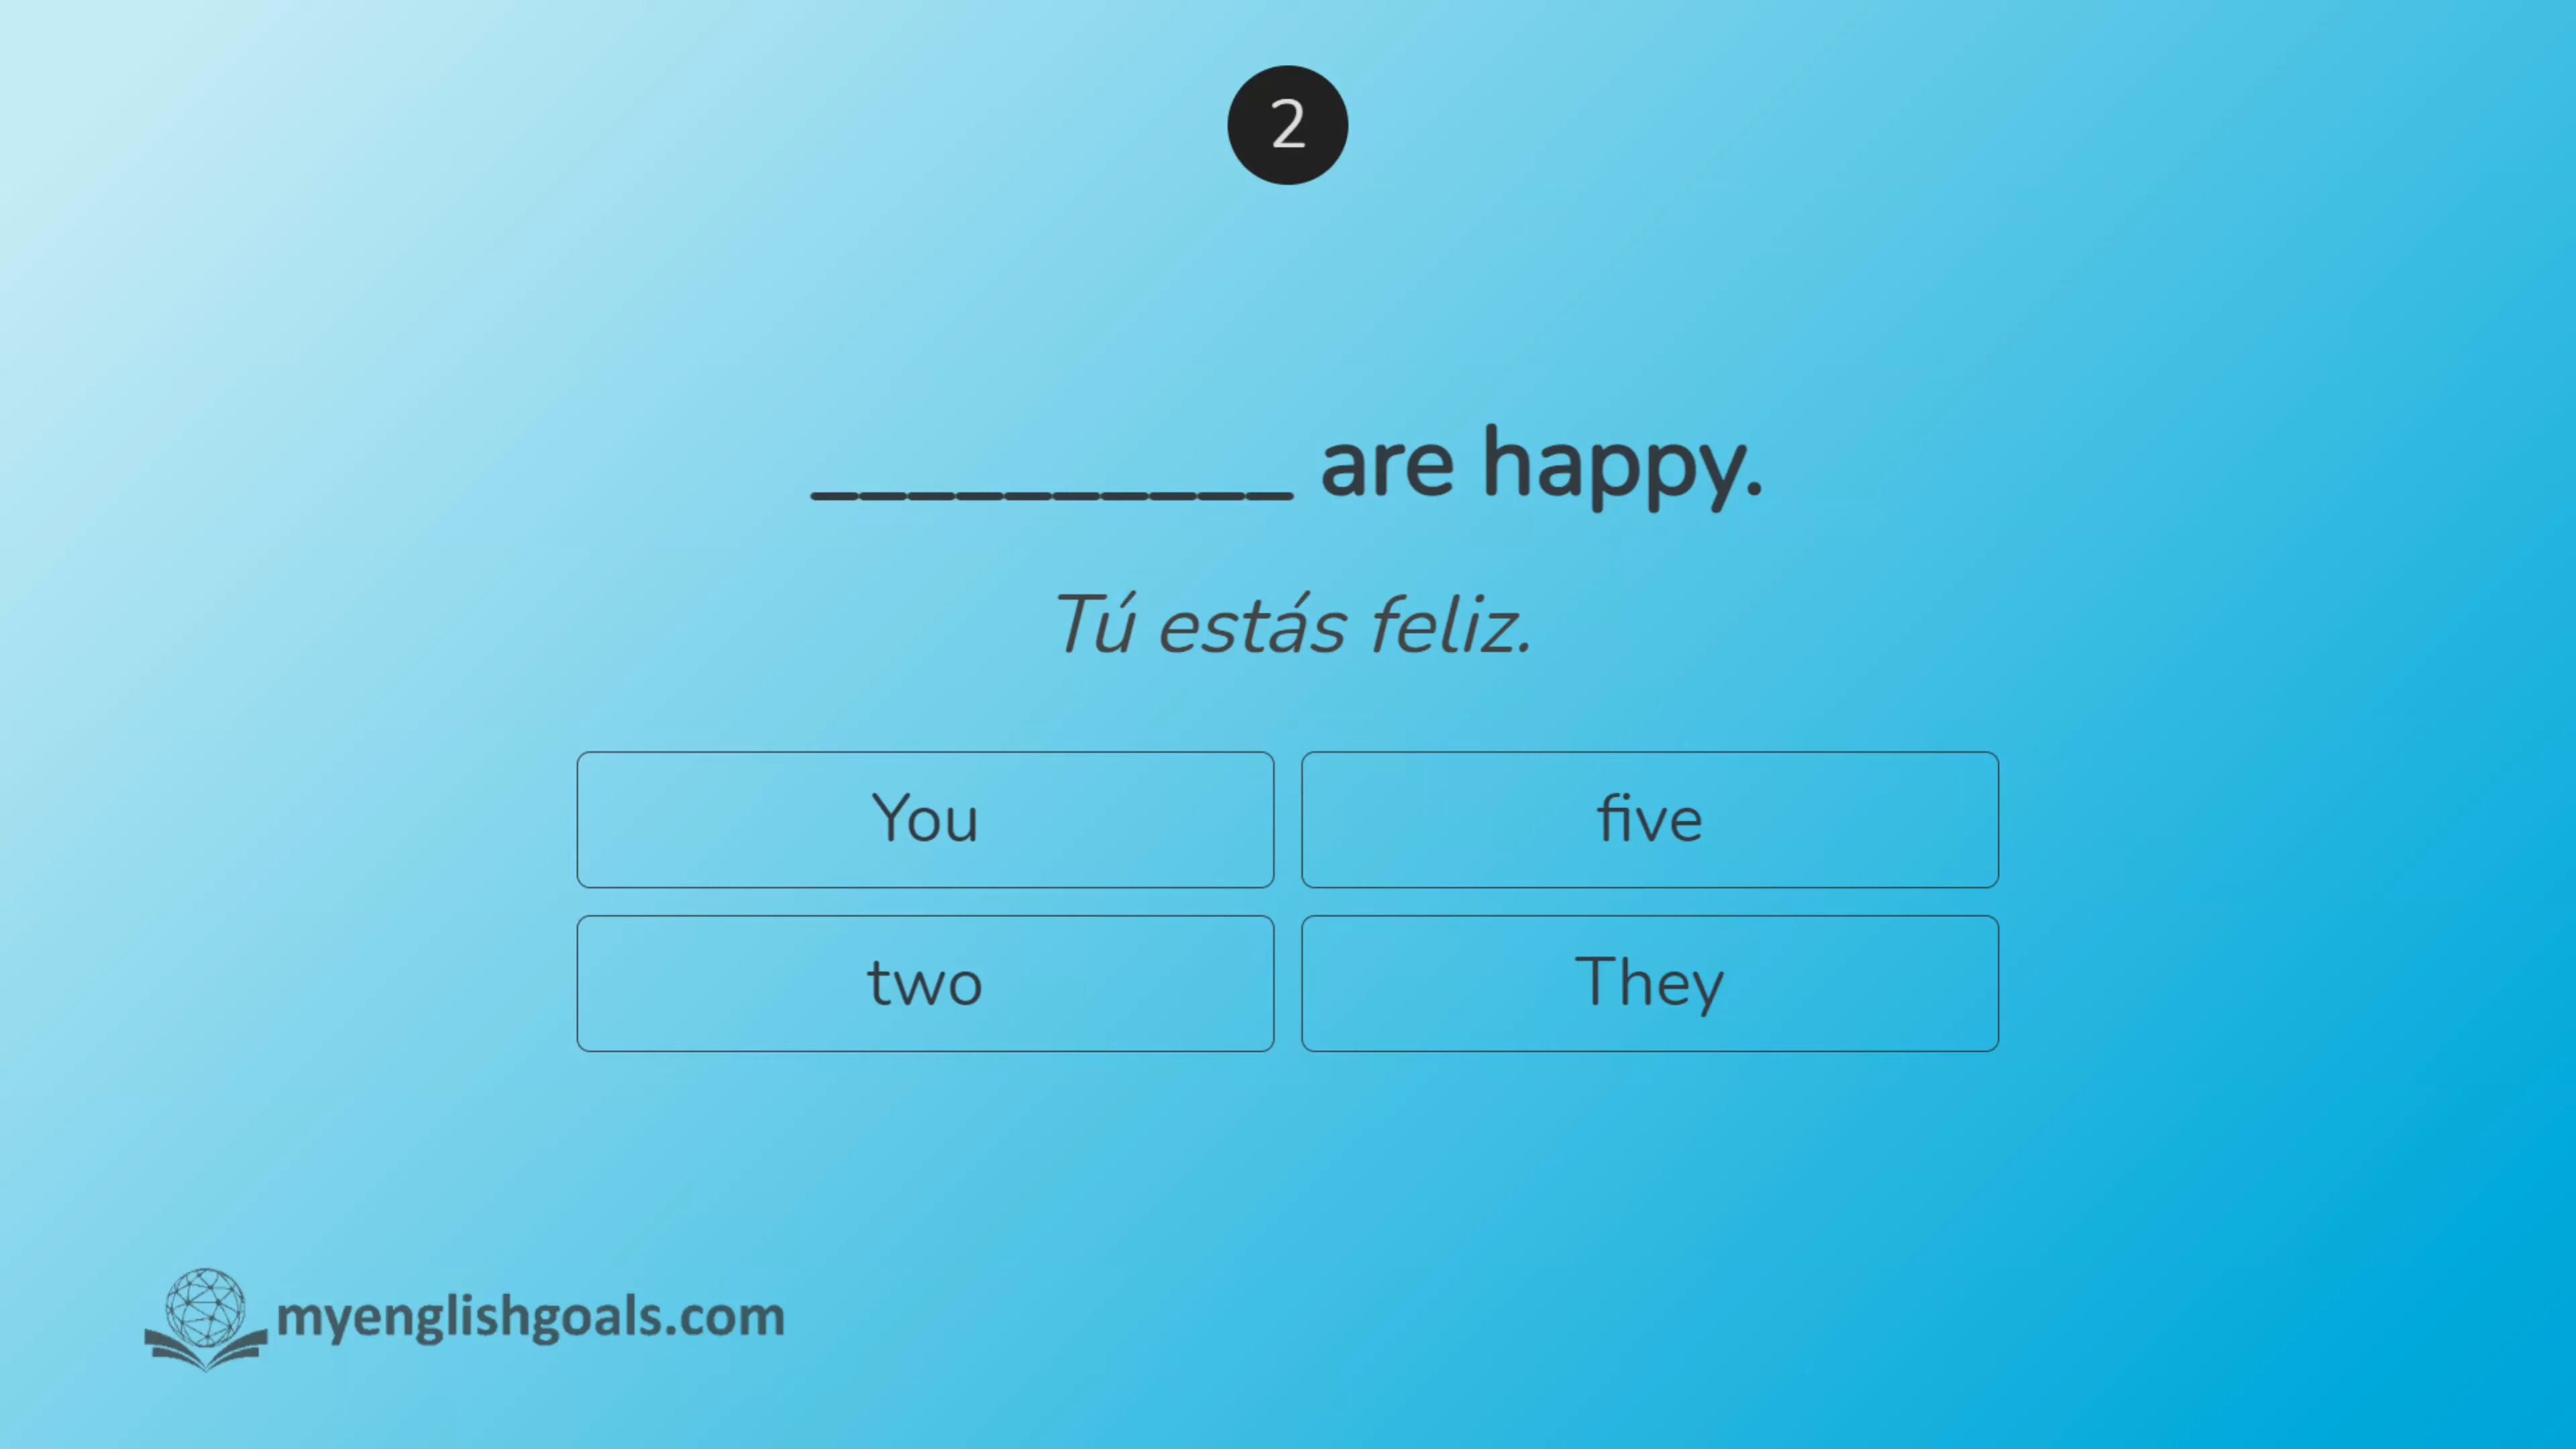 2
__________ are happy.
Tú estás feliz.
You
five
two
They
myenglishgoals.com